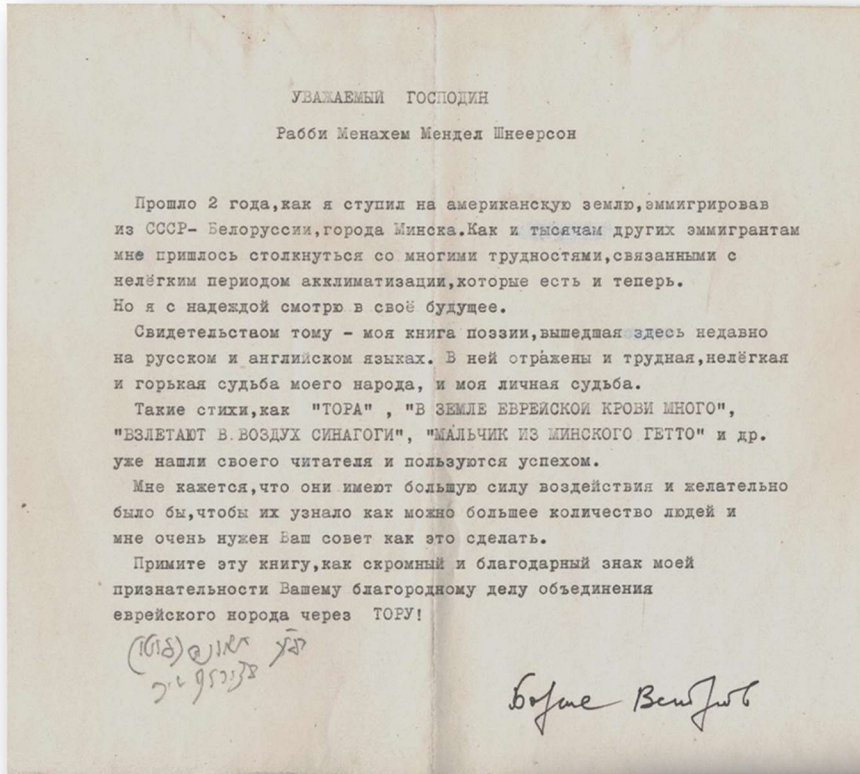 УВАЖАЕМЫЙ ГОСПОДИН
Рабби Менахем Мендел Шнеерсон
Прошло 2 года,как я ступил на американскую землю,эммигрировав
из СССР- Белоруссии,города Минска.Как и тысячам других эммигрантам
мне пришлось столкнуться со многими трудностями,связанными с
нелёгким периодом акклиматизации,которые есть и теперь.
Но я с надеждой смотрю в своё будущее.
Свидетельстваом тому - моя книга поэзии,вышедшая здесь недавно
на русском и английском языках. В ней отражены и трудная,нелёгкая
и горькая судьба моего народа, и моя личная судьба.
Такие стихи,как "ТОРА" , "В ЗЕМЛЕ ЕВРЕЙСКОЙ КРОВИ МНОГО",
"ВЗЛЕТАЮТ В.ВОЗДУХ СИНАГОГИ", "МАЛЬЧИК ИЗ МИНСКОГО ГЕТТО" и др.
уже нашли своего читателя и пользуются успехом.
Мне кажется,что они имеют большую силу воздействия и желательно
было бы,чтобы их узнало как можно большее количество людей и
мне очень нужен Ваш совет как это сделать.
Примите эту книгу,как скромный и благодарный знак моей
признательности Вашему благородному делу объединения
еврейского норода через ТОРУ!